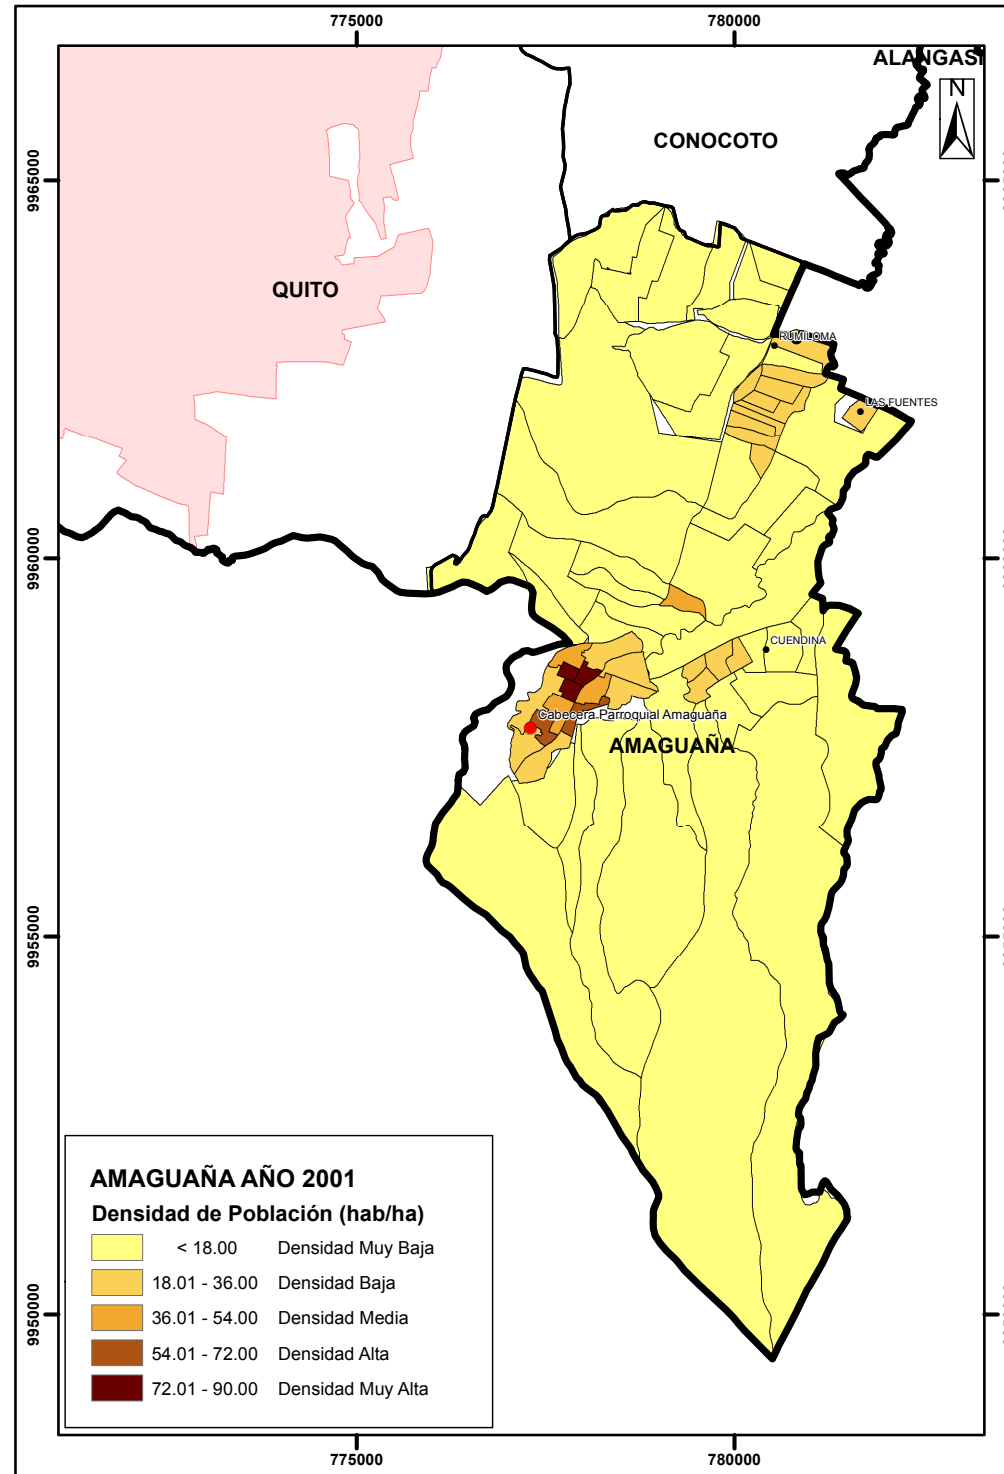 775000
780000
ALANGASI
N
CONOCOTO
9965000
QUITO
RUMILOMA
LAS FUENTES
9960000
CUENDINA
Cabecera Parroquial Amaguaña
AMAGUAÑA
9955000
9950000
AMAGUAÑA AÑO 2001
Densidad de Población (hab/ha)
< 18.00 Densidad Muy Baja
18.01 - 36.00 Densidad Baja
36.01 - 54.00 Densidad Media
54.01 - 72.00 Densidad Alta
72.01 - 90.00 Densidad Muy Alta
775000
780000